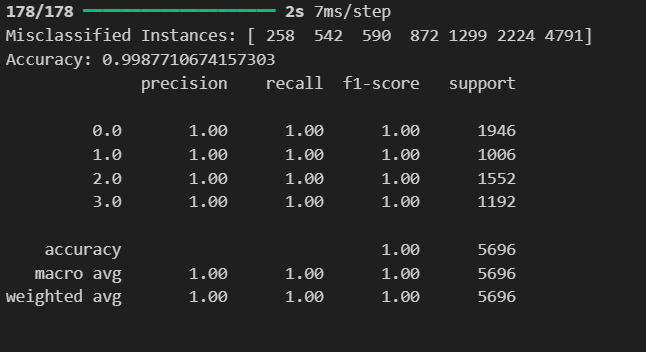 178/178 ━━━━━━━━━━━━━━━━━━━━ 2s 7ms/step
Misclassified Instances: [ 258  542  590  872 1299 2224 4791]
Accuracy: 0.9987710674157303
              precision    recall  f1-score   support

         0.0       1.00      1.00      1.00      1946
         1.0       1.00      1.00      1.00      1006
         2.0       1.00      1.00      1.00      1552
         3.0       1.00      1.00      1.00      1192

    accuracy                           1.00      5696
   macro avg       1.00      1.00      1.00      5696
weighted avg       1.00      1.00      1.00      5696